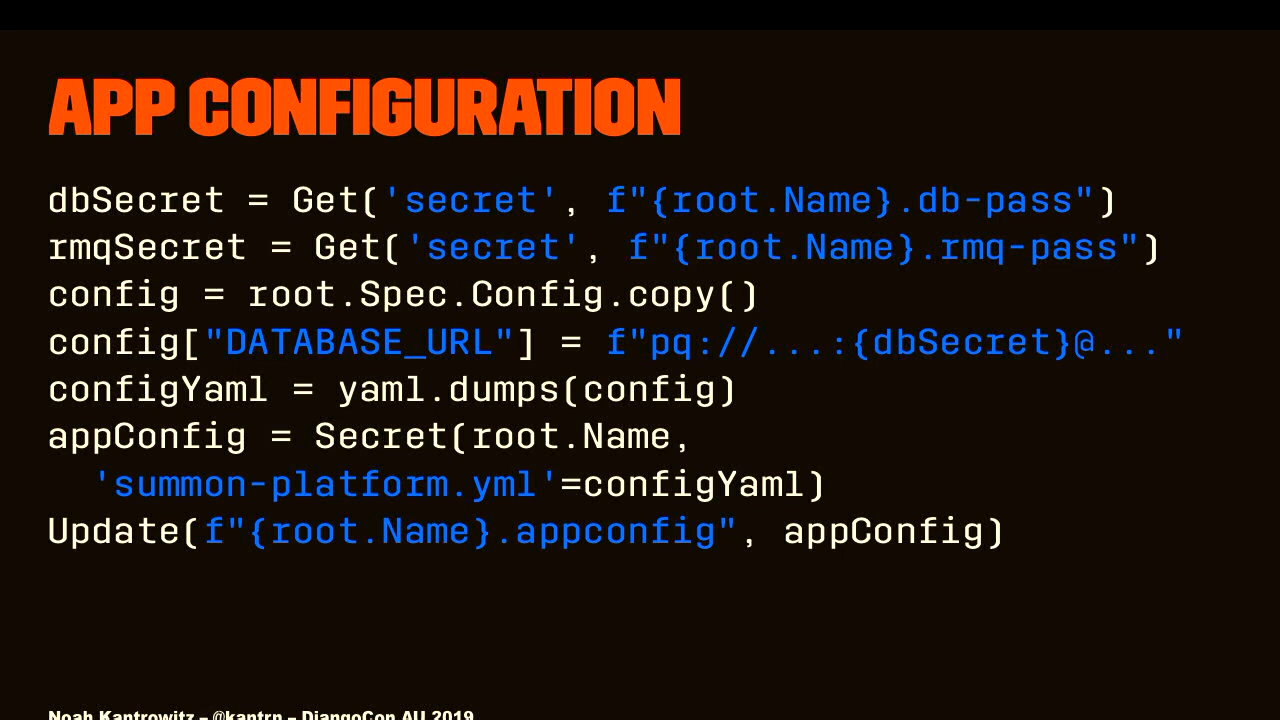 APP CONFIGURATION
dbSecret = Get('secret', f"{root.Name}.db-pass")
rmqSecret = Get('secret', f"{root.Name}.rmq-pass")
config = root.Spec.Config.copy()
config["DATABASE_URL"] = f"pq://...:{dbSecret}@..."
configYaml = yaml.dumps(config)
appConfig = Secret(root.Name,
'summon-platform.yml'=configYaml)
Update(f"{root.Name}.appconfig", appConfig)
Noah Kantrowitz – @kantrn – DjangoCon AU 2019